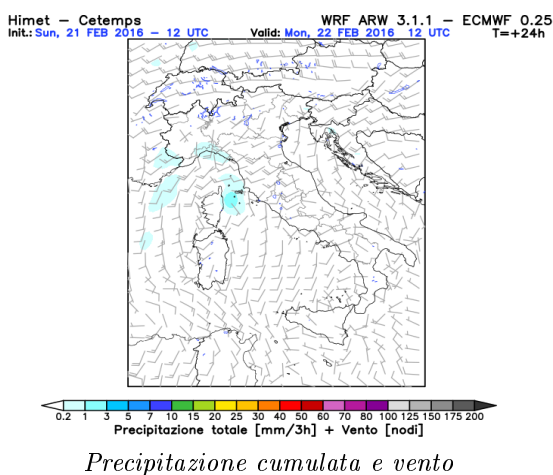 Himet – Cetemps WRF ARW 3.1.1 – ECMWF 0.25
Init.: Sun, 21 FEB 2016 – 12 UTC Valid: Mon, 22 FEB 2016 12 UTC T=+24h
0.2 1 3 5 7 10 15 20 25 30 40 50 60 70 80 100 125 150 175 200
Precipitazione totale [mm/3h] + Vento [nodi]
Precipitazione cumulata e vento